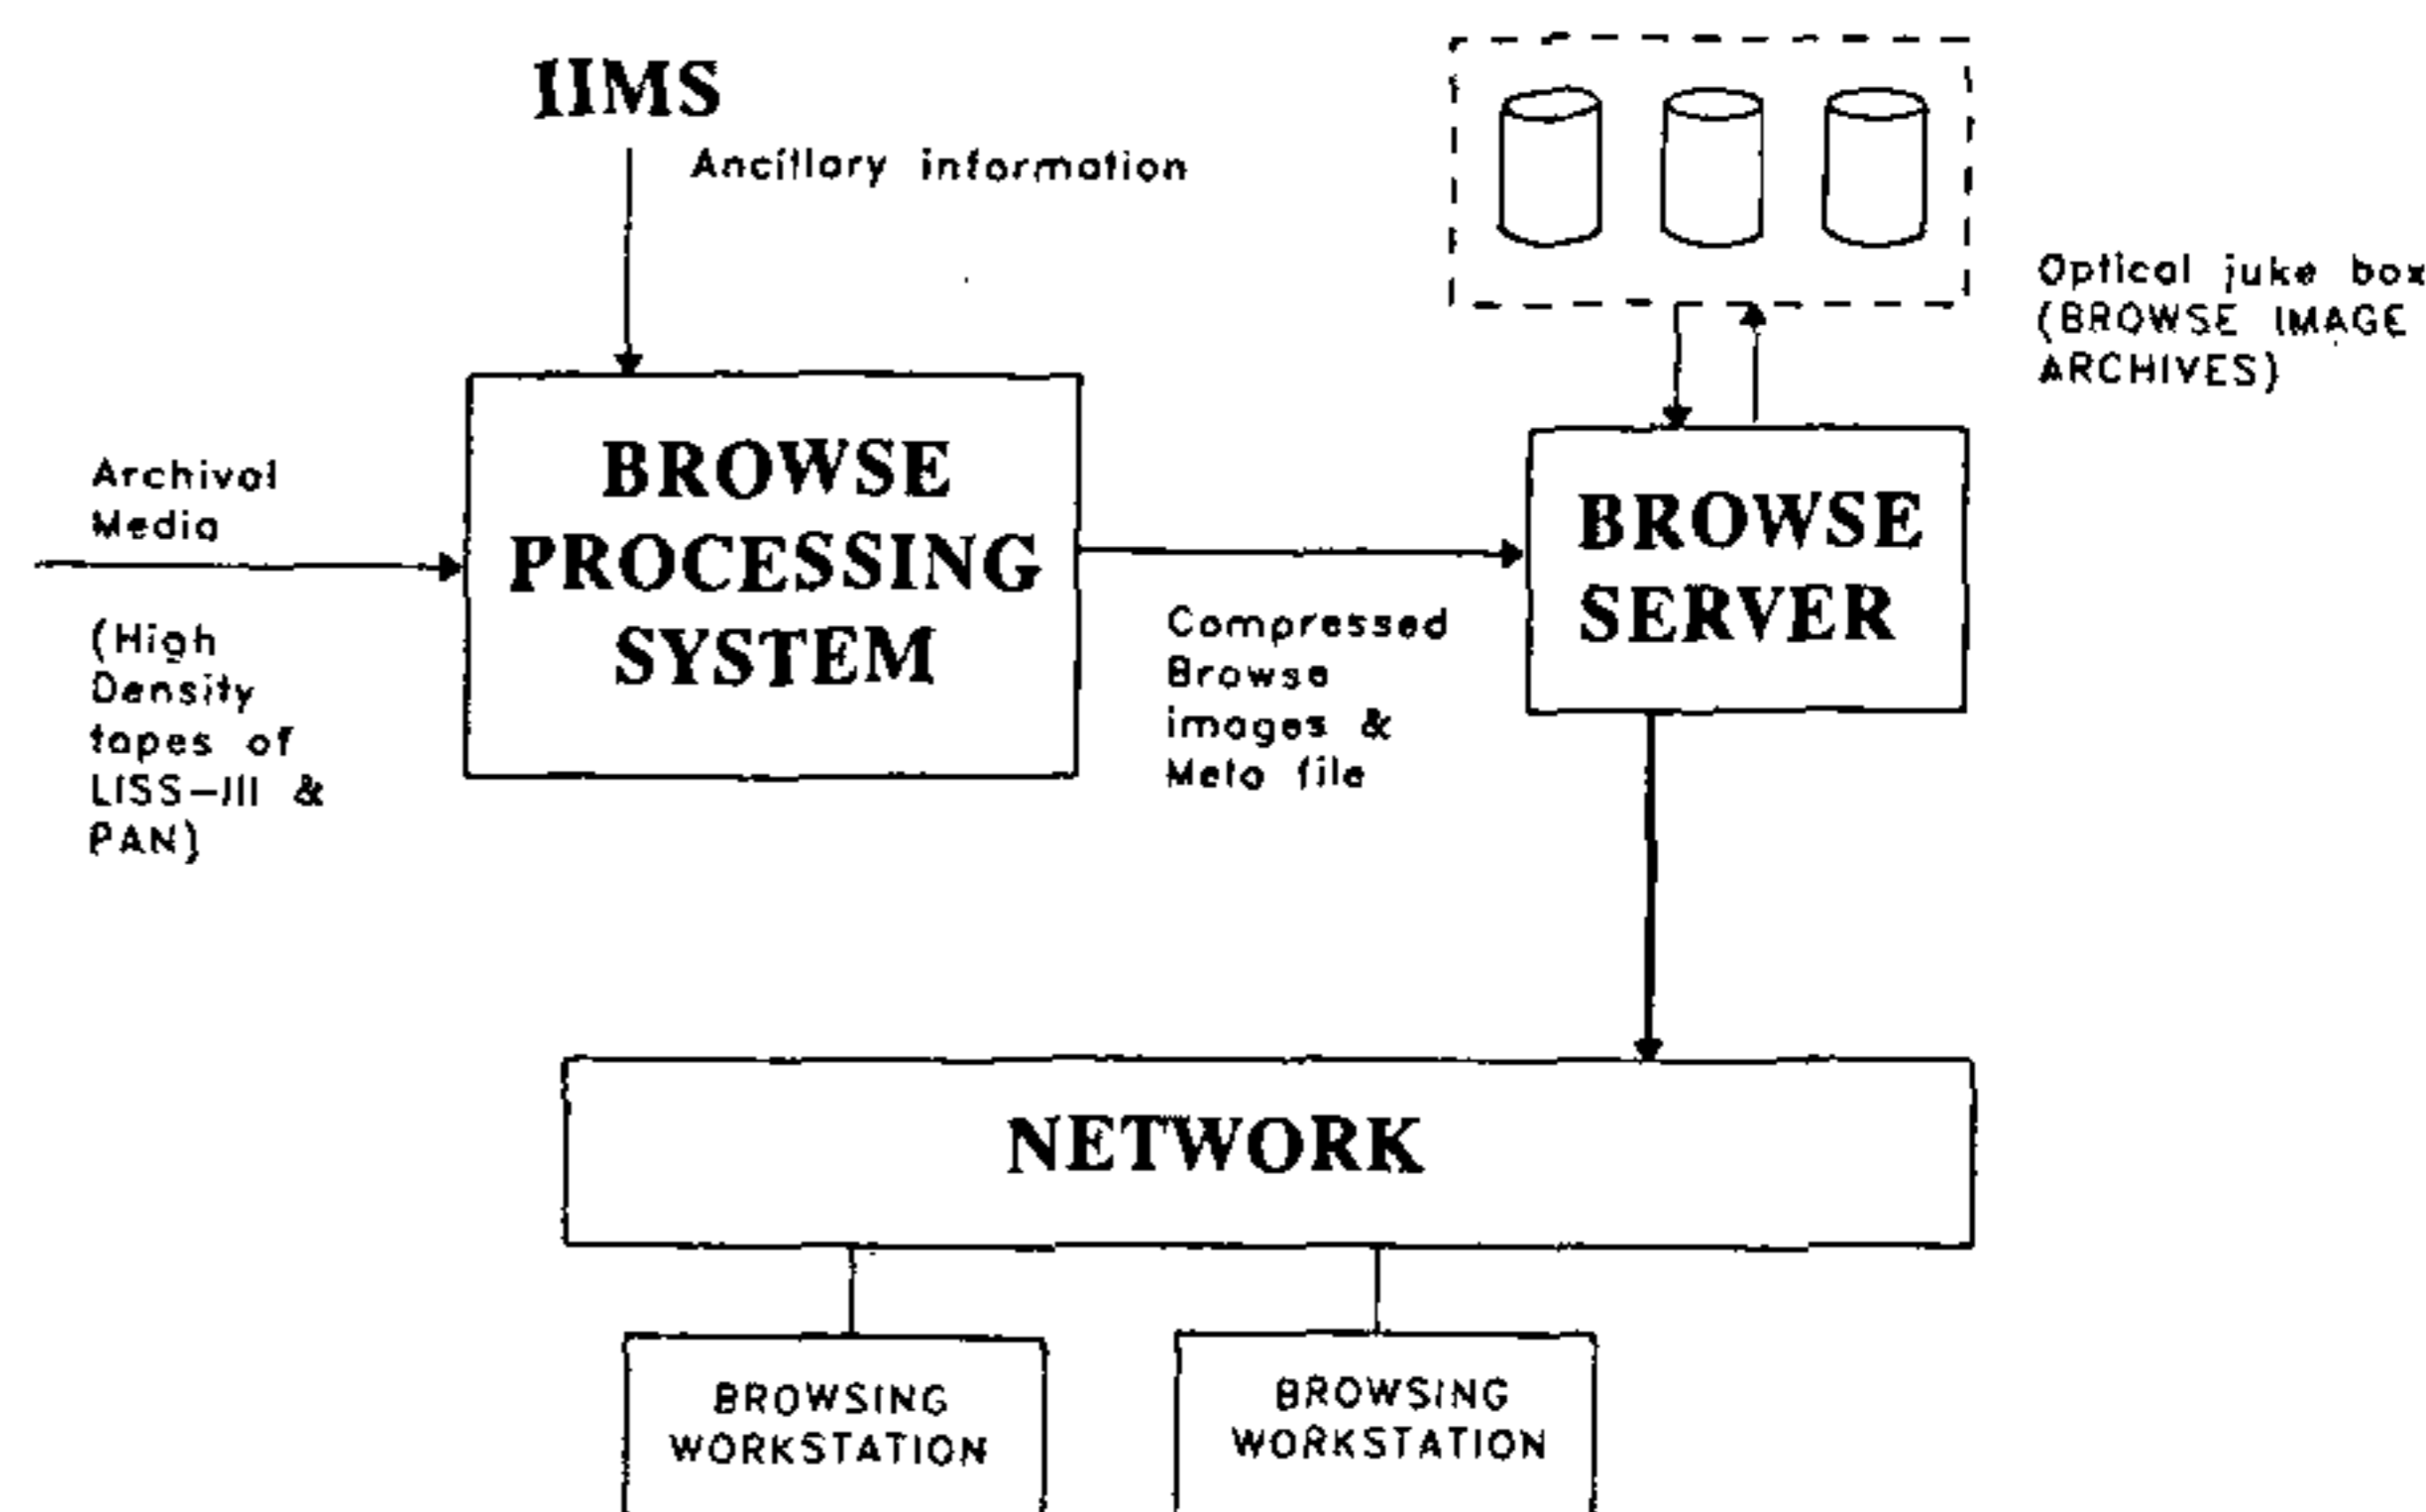 IIMS
Ancillary information
Optical juke box
(BROWSE IMAGE
ARCHIVES)
Archival
Media
(High
Density
tapes of
LISS-III &
PAN)
BROWSE
PROCESSING
SYSTEM
Compressed
Browse
images &
Meta file
BROWSE
SERVER
NETWORK
BROWSING
WORKSTATION
BROWSING
WORKSTATION